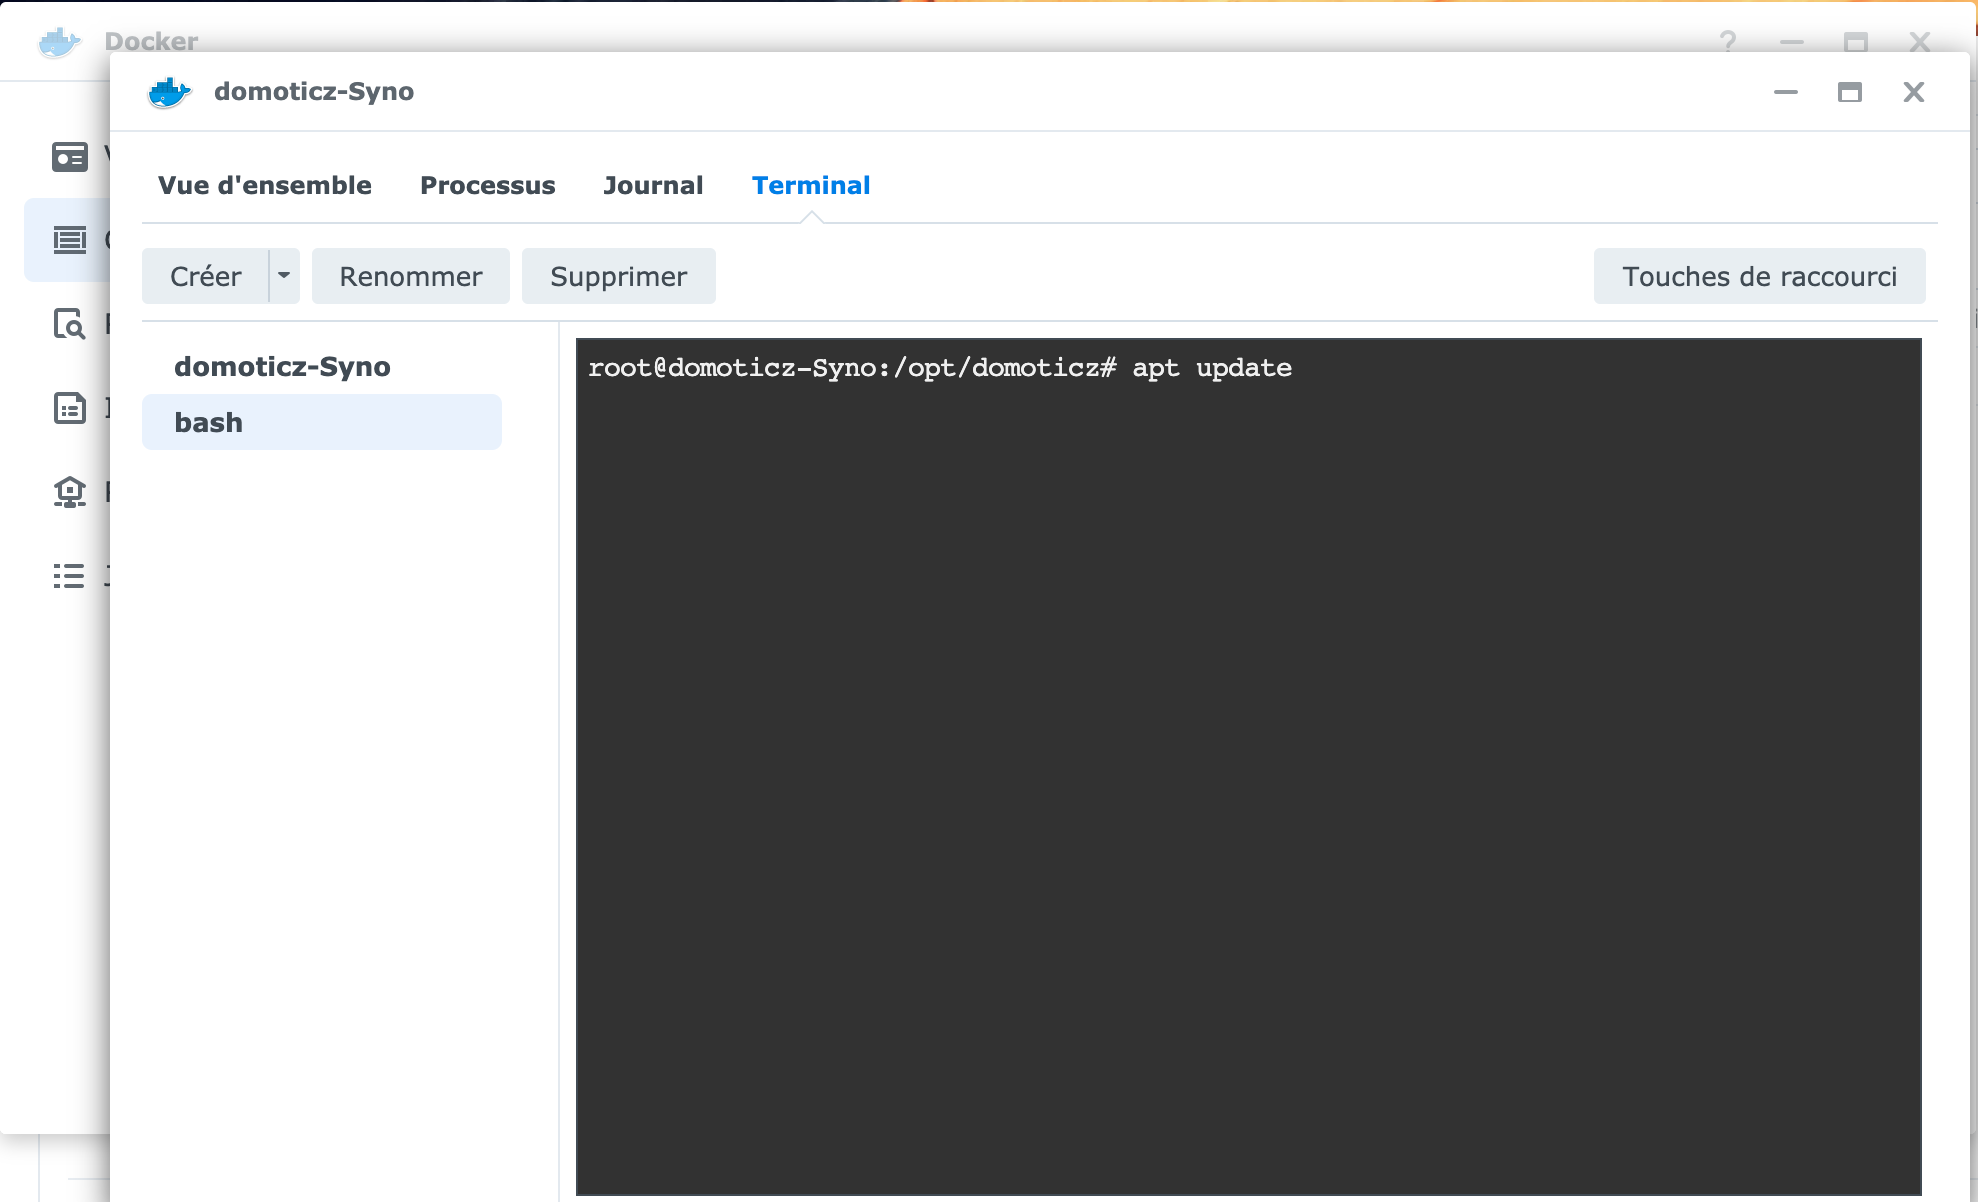 Docker
domoticz-Syno
Vue d'ensemble Processus Journal Terminal
Créer Renommer Supprimer Touches de raccourci
domoticz-Syno
bash
root@domoticz-Syno:/opt/domoticz# apt update